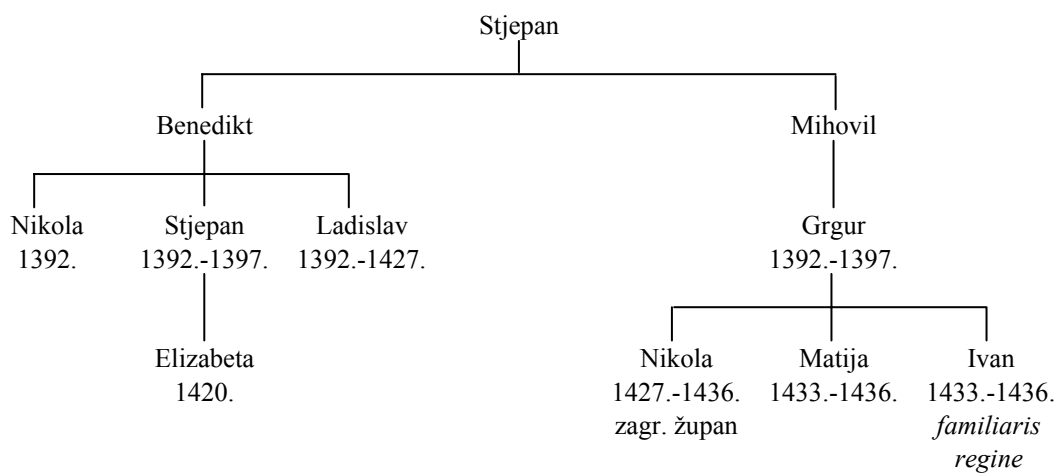 Stjepan
Benedikt Mihovil
Nikola Stjepan Ladislav Grgur
1392. 1392.-1397. 1392.-1427. 1392.-1397.
Elizabeta Nikola Matija Ivan
1420. 1427.-1436. 1433.-1436. 1433.-1436.
zagr. župan familiaris
regine